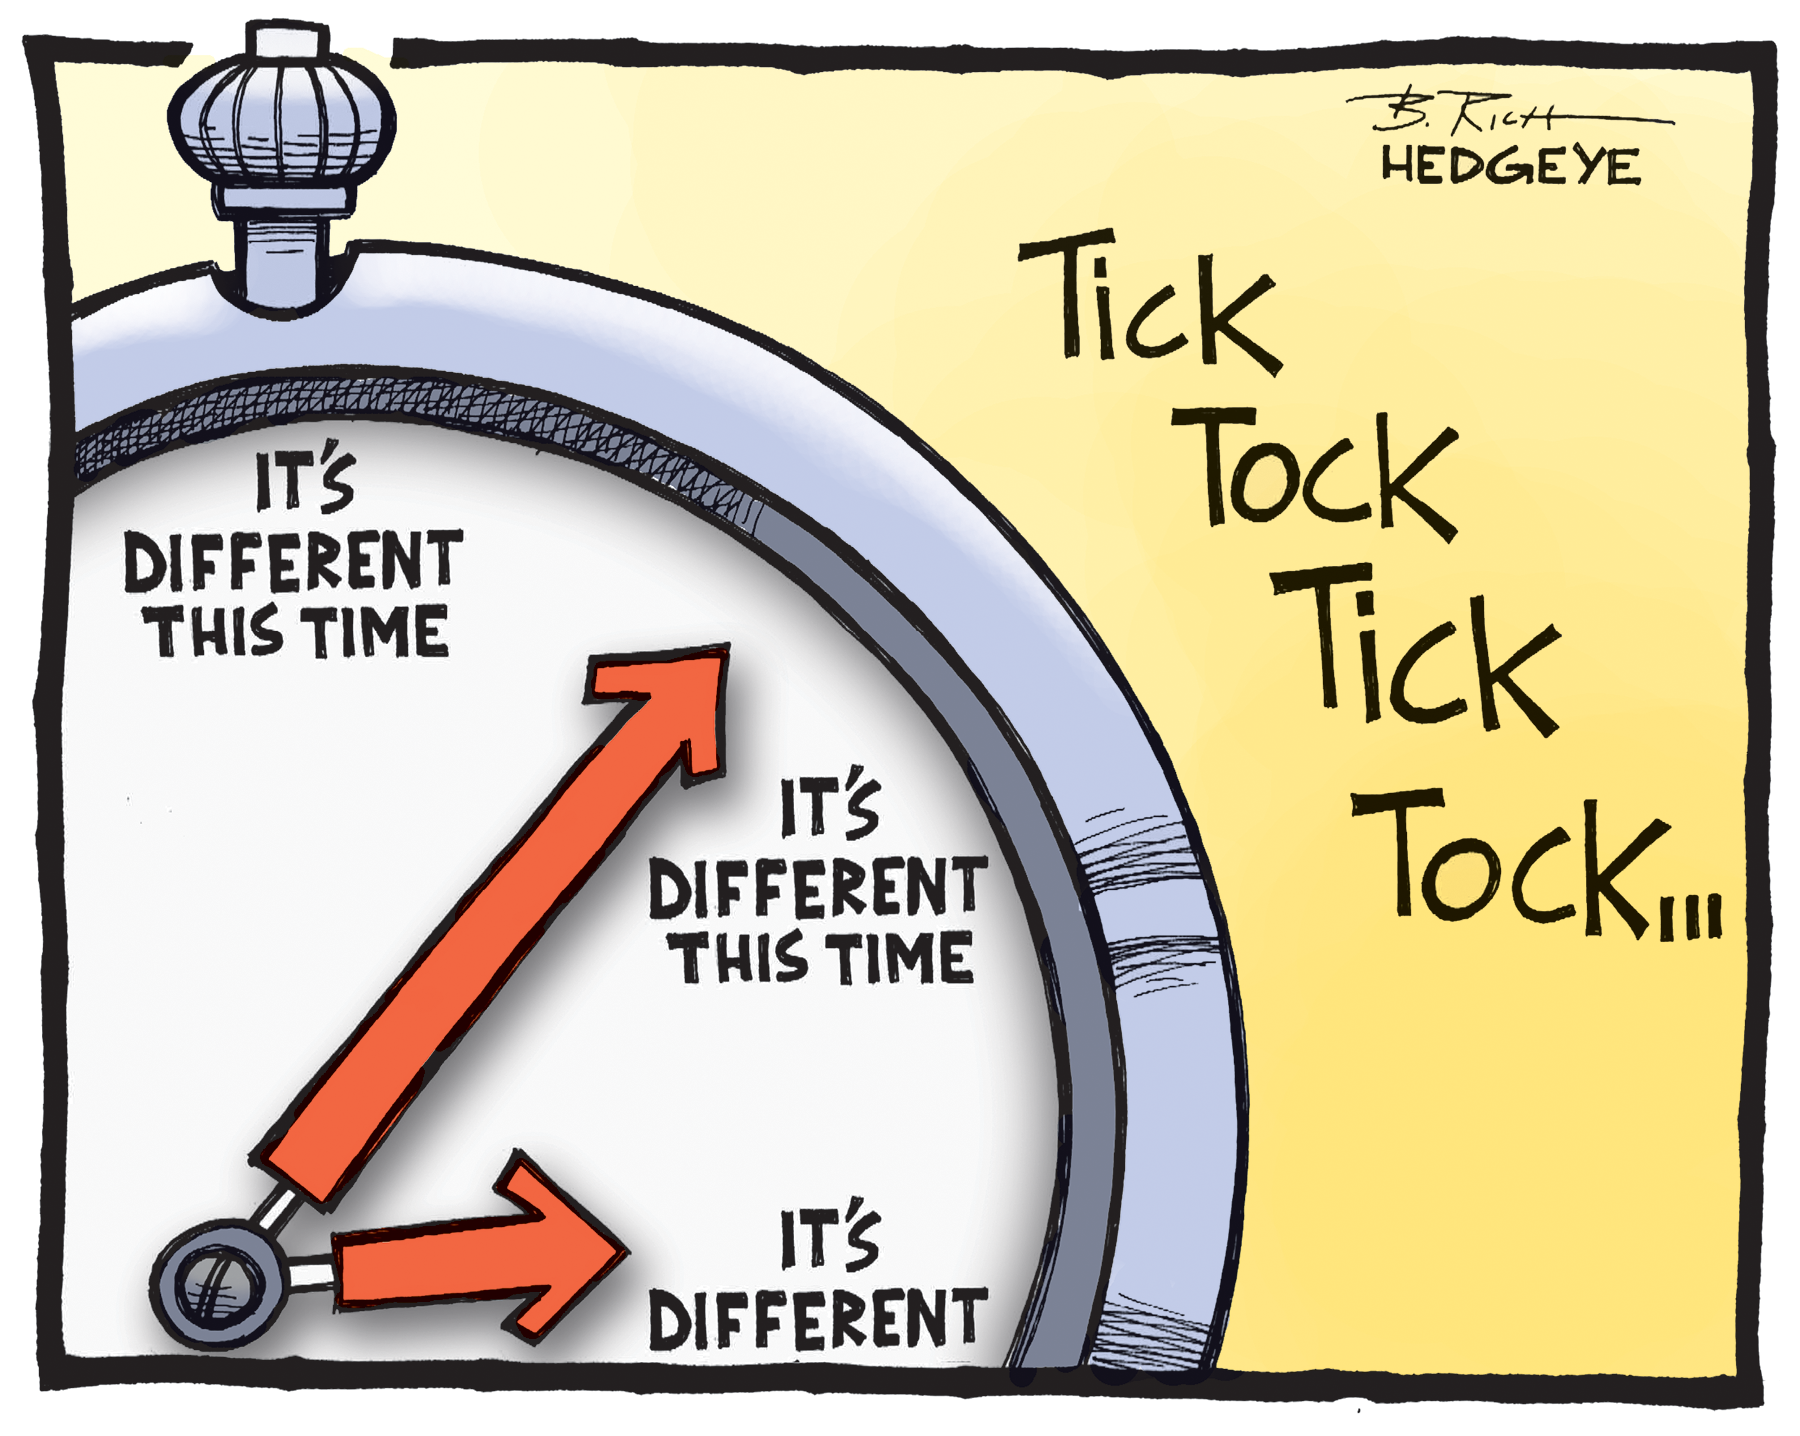 B. Rich
HEDGEYE
Tick
Tock
Tick
Tock...
IT'S
DIFFERENT
THIS TIME
IT'S
DIFFERENT
THIS TIME
IT'S
DIFFERENT